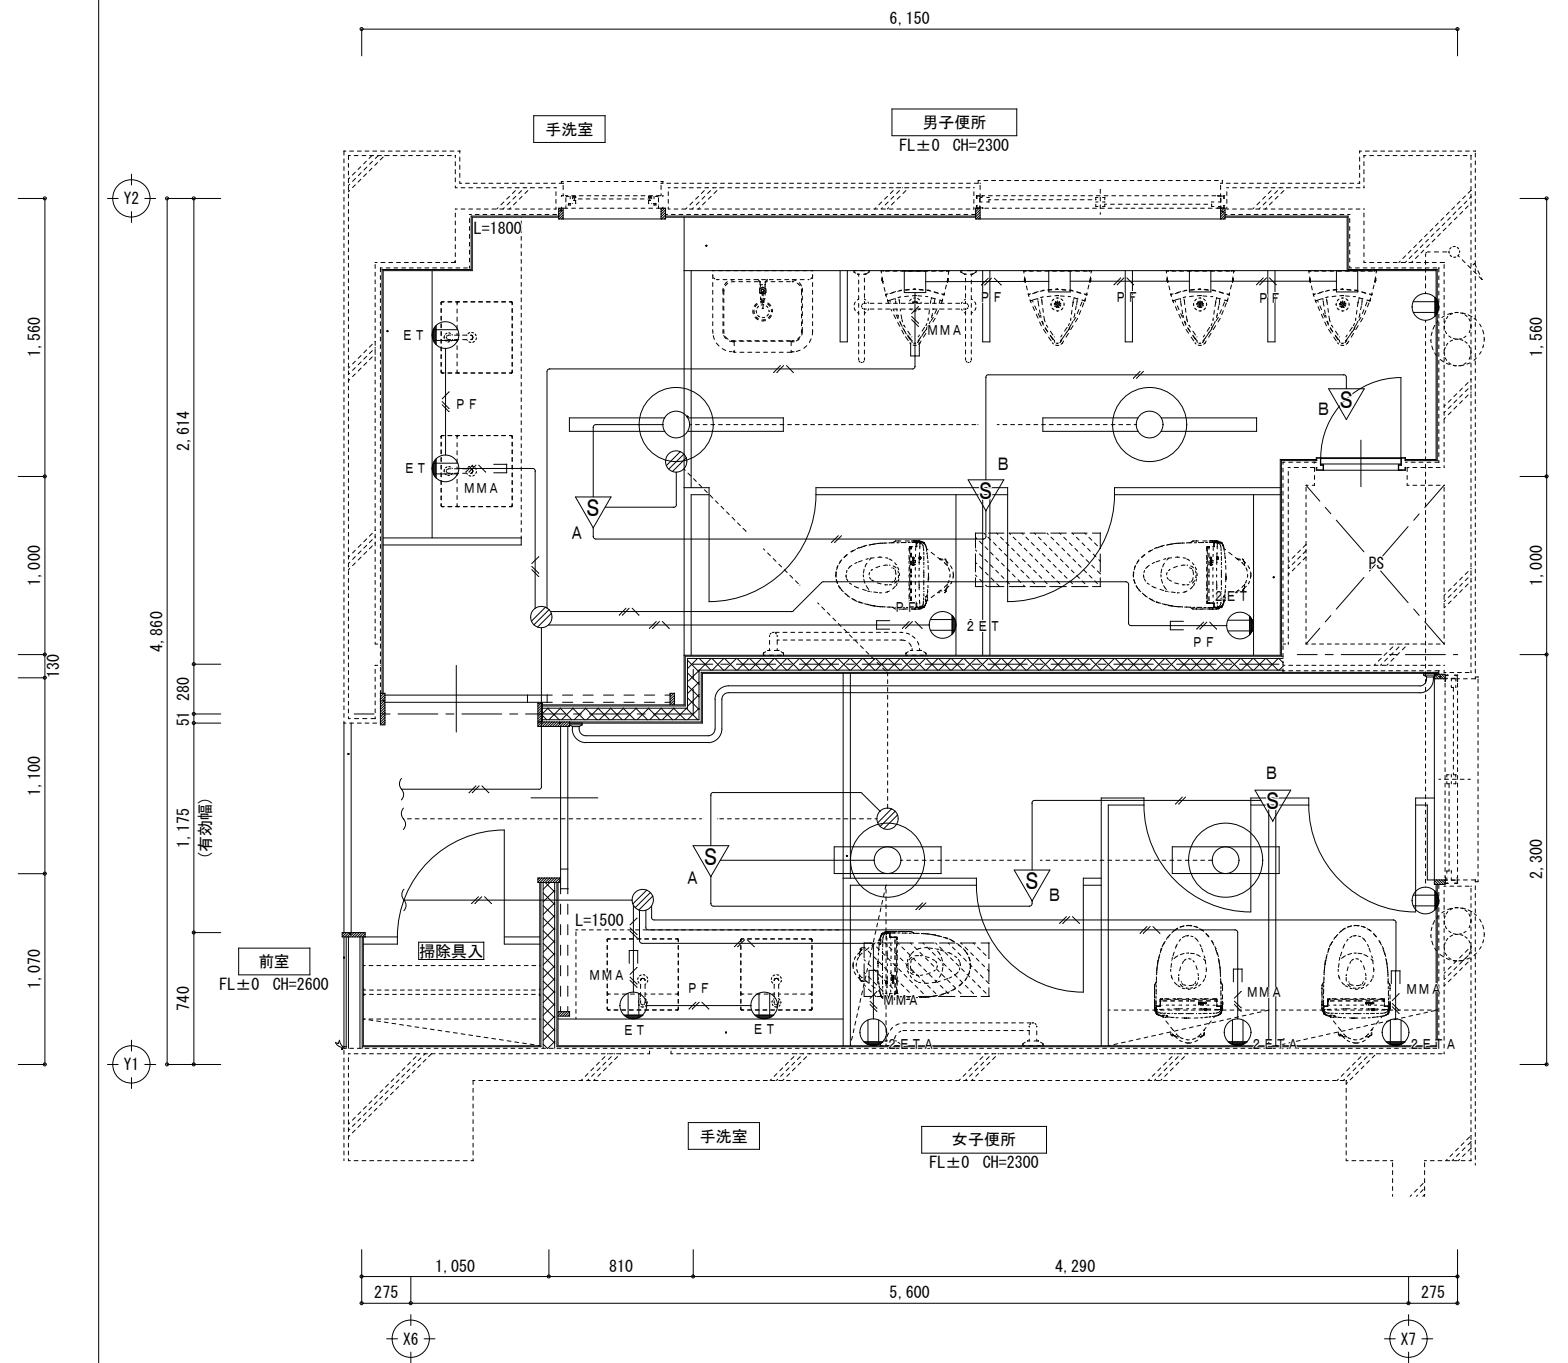 6,150
手洗室
男子便所
FL±0 CH=2300
Y2
L=1800
PF
PF
PF
MMA
ET
PF
1,560
1,560
2,614
B
S
B
S
ET
MMA
S
A
1,000
4,860
PS
1,000
2ET
PF
2ET
PF
130
280
51
1,100
1,175
(有効幅)
B
S
S
A
S
B
2,300
L=1500
掃除具入
前室
FL±0 CH=2600
1,070
740
MMA
PF
MMA
MMA
MMA
ET
ET
2ETA
2ETA
2ETA
Y1
手洗室
女子便所
FL±0 CH=2300
1,050
810
4,290
275
5,600
275
X6
X7